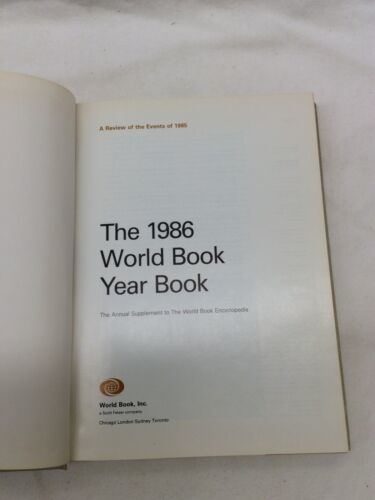 A Review of the Events of 1985
The 1986
World Book
Year Book
The Annual Supplement to The World Book Encyclopedia
World Book, Inc.
a Scott Fetzer company
Chicago London Sydney Toronto